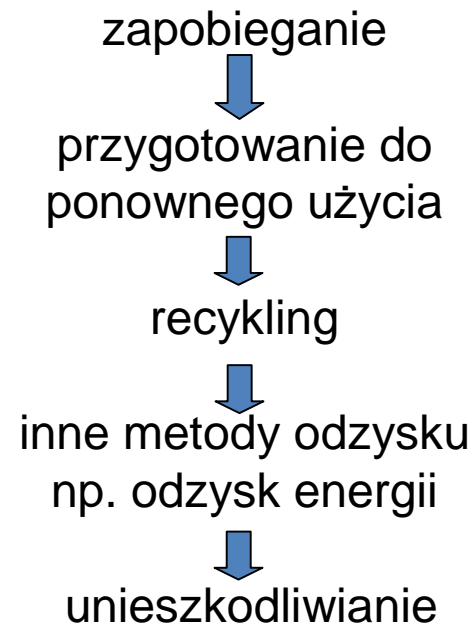 zapobieganie
przygotowanie do
ponownego użycia
recykling
inne metody odzysku
np. odzysk energii
unieszkodliwianie